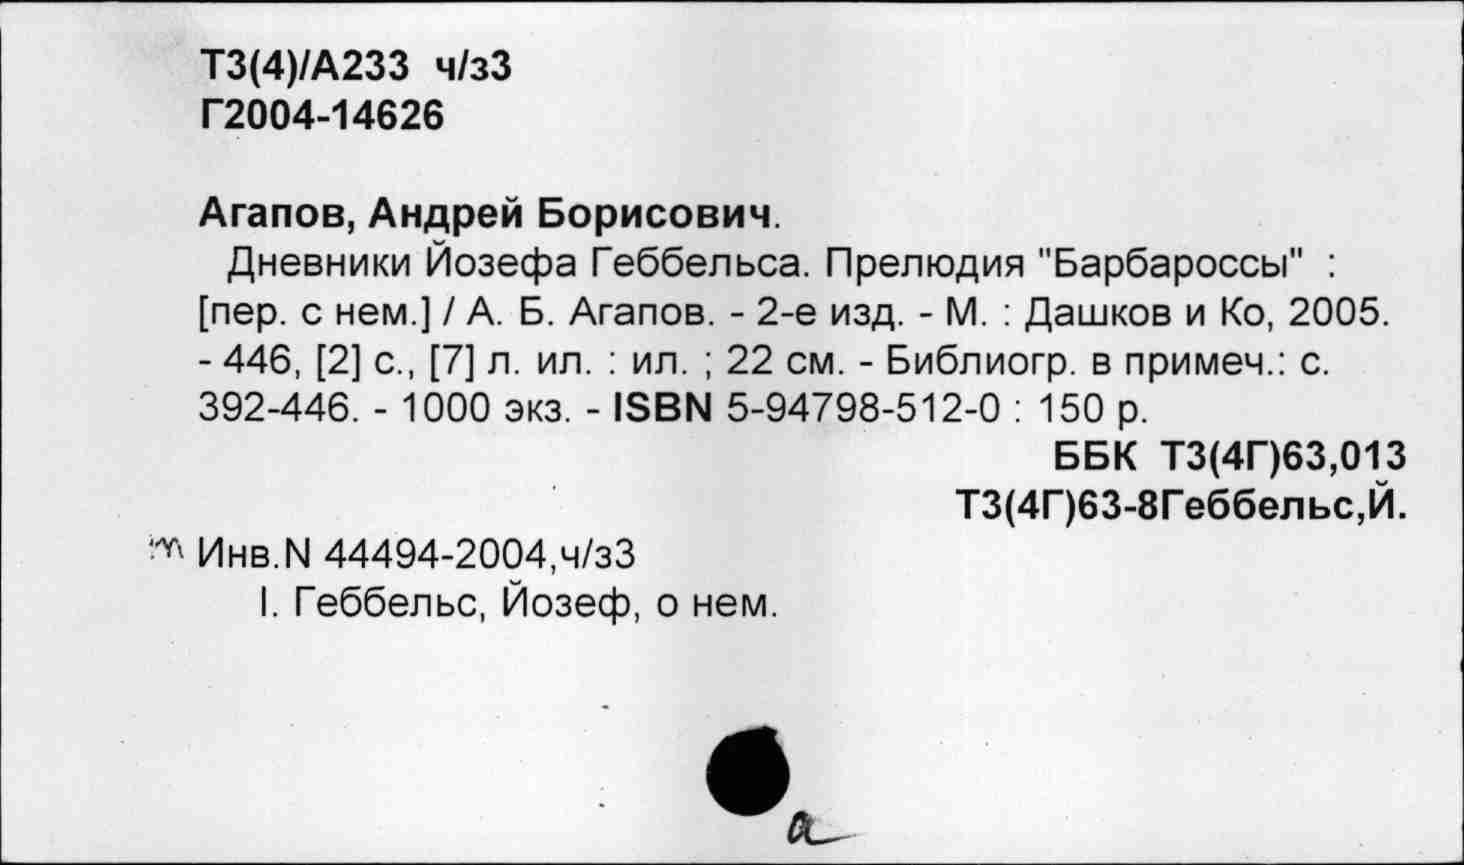 Т3(4)/А233 ч/з3
Г2004-14626
Агапов, Андрей Борисович.
Дневники Йозефа Геббельса. Прелюдия "Барбароссы" :
[пер. с нем.] / А. Б. Агапов. - 2-е изд. - М. : Дашков и Ко, 2005.
- 446, [2] с., [7] л. ил. : ил. ; 22 см. - Библиогр. в примеч.: с.
392-446. - 1000 экз. - ISBN 5-94798-512-0 : 150 р.
ББК Т3(4Г)63,013
Т3(4Г)63-8Геббельс,Й.
Инв.N 44494-2004,ч/з3
I. Геббельс, Йозеф, о нем.
а